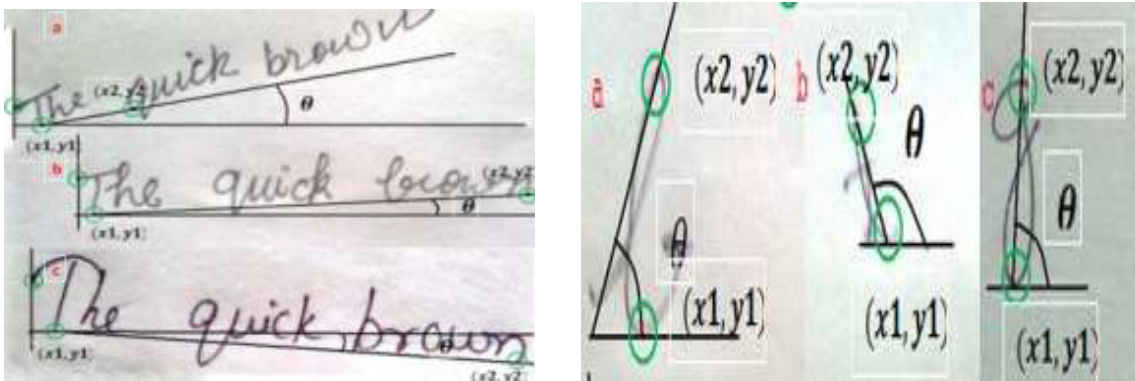 a
The quick brown
(x2, y2)
θ
(x1,y1)
b
The quick brown
(x2, y2)
θ
(x1,y1)
c
The quick, brown
θ
(x1,y1)
(x2, y2)
a
(x2, y2)
θ
(x1, y1)
b
(x2, y2)
θ
(x1, y1)
c
(x2, y2)
θ
(x1, y1)